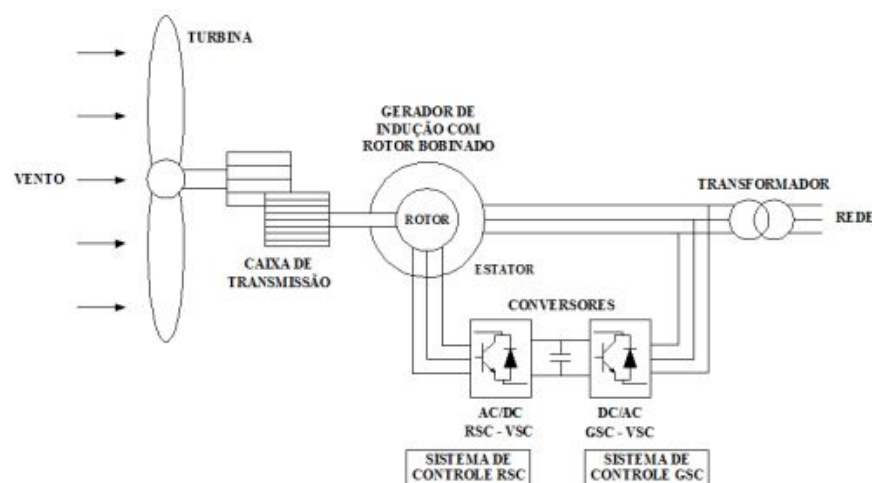 TURBINA
VENTO
CAIXA DE
TRANSMISSÃO
GERADOR DE
INDUÇÃO COM
ROTOR BOBINADO
ROTOR
ESTATOR
TRANSFORMADOR
REDE
CONVERSORES
AC/DC
RSC - VSC
DC/AC
GSC - VSC
SISTEMA DE
CONTROLE RSC
SISTEMA DE
CONTROLE GSC